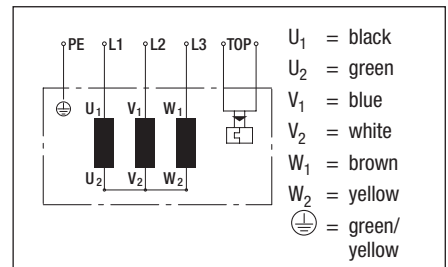 PE L1 L2 L3 TOP
U₁ V₁ W₁
U₂ V₂ W₂
U₁ = black
U₂ = green
V₁ = blue
V₂ = white
W₁ = brown
W₂ = yellow
= green/
yellow